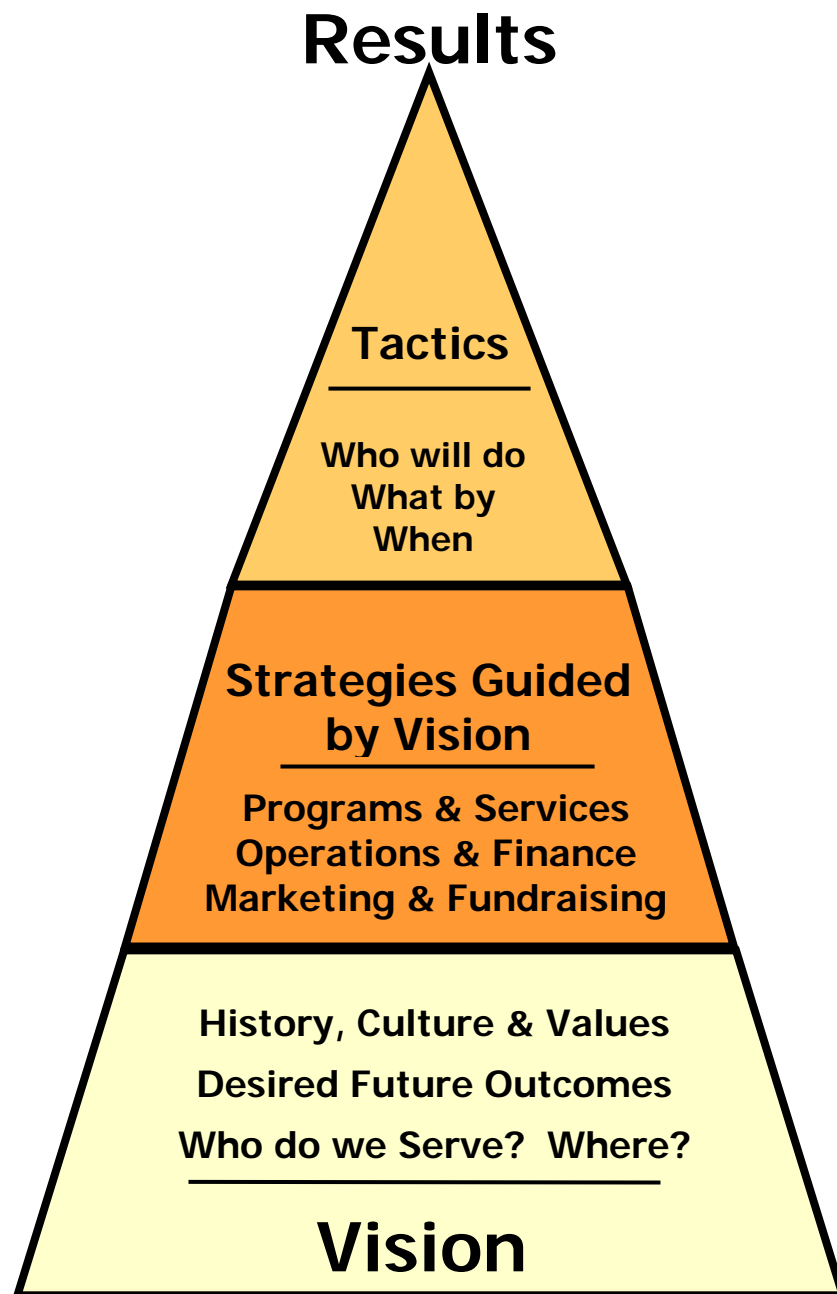 Results
Tactics
Who will do
What by
When
Strategies Guided
by Vision
Programs & Services
Operations & Finance
Marketing & Fundraising
History, Culture & Values
Desired Future Outcomes
Who do we Serve?  Where?
Vision